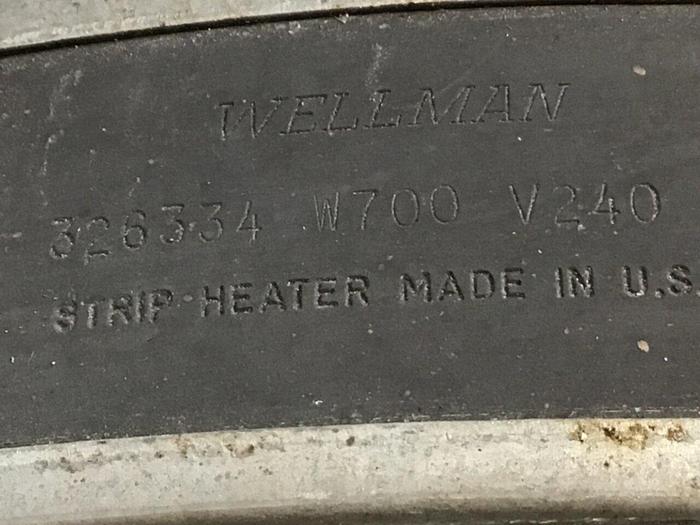 WELLMAN
326334 W700 V240
STRIP HEATER MADE IN U.S.